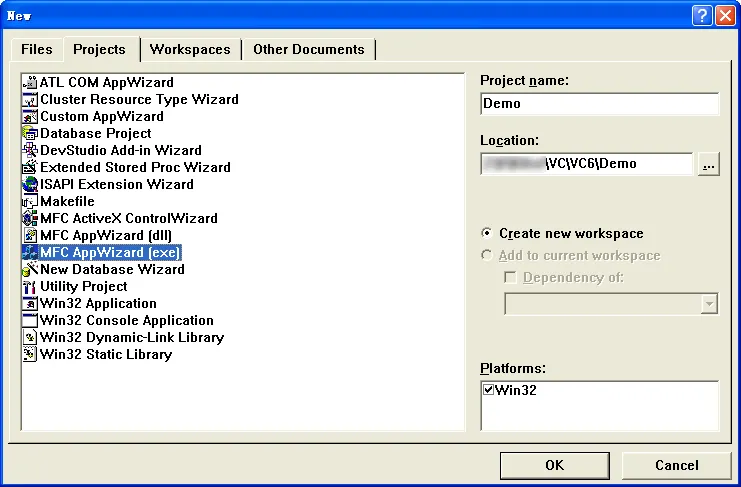 New
Files Projects Workspaces Other Documents
ATL COM AppWizard
Cluster Resource Type Wizard
Custom AppWizard
Database Project
DevStudio Add-in Wizard
Extended Stored Proc Wizard
ISAPI Extension Wizard
Makefile
MFC ActiveX ControlWizard
MFC AppWizard (dll)
MFC AppWizard (exe)
New Database Wizard
Utility Project
Win32 Application
Win32 Console Application
Win32 Dynamic-Link Library
Win32 Static Library
Project name:
Demo
Location:
\VC\VC6\Demo
...
Create new workspace
Add to current workspace
Dependency of:
Platforms:
Win32
OK Cancel